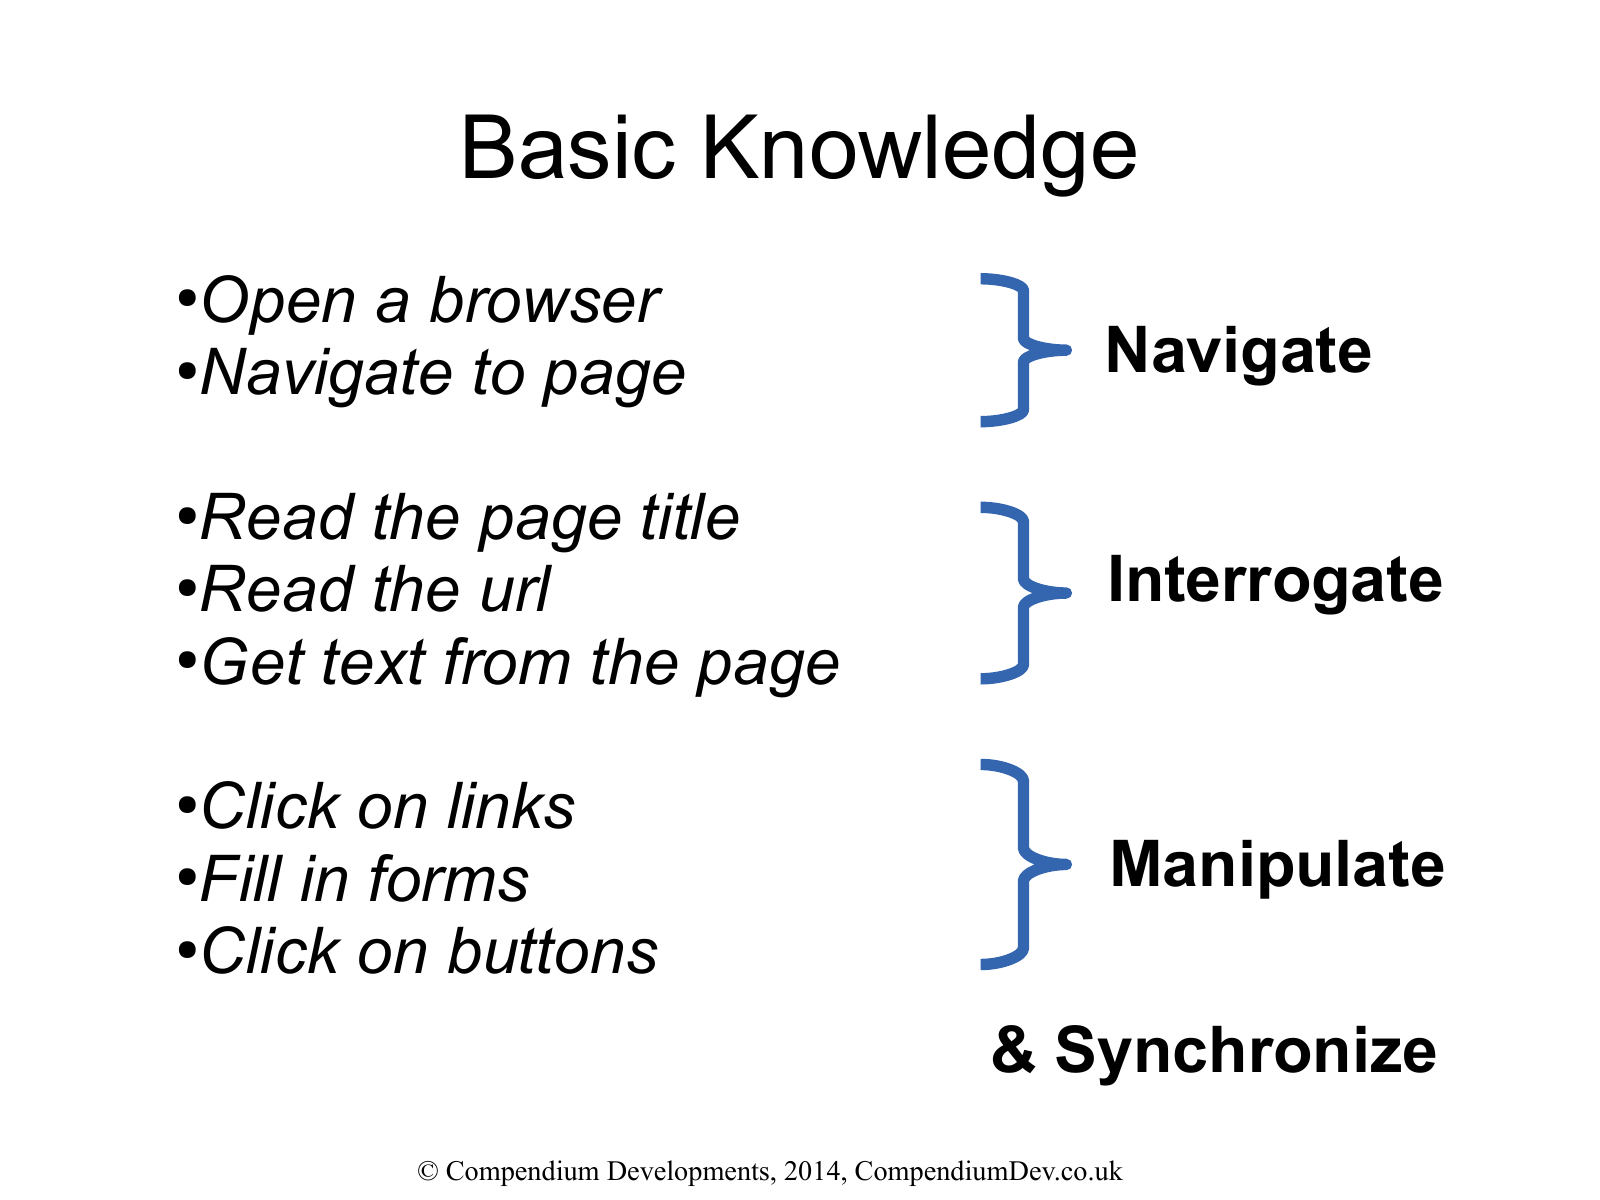 Basic Knowledge
•Open a browser
•Navigate to page
Navigate
•Read the page title
•Read the url
•Get text from the page
Interrogate
•Click on links
•Fill in forms
•Click on buttons
Manipulate
& Synchronize
© Compendium Developments, 2014, CompendiumDev.co.uk